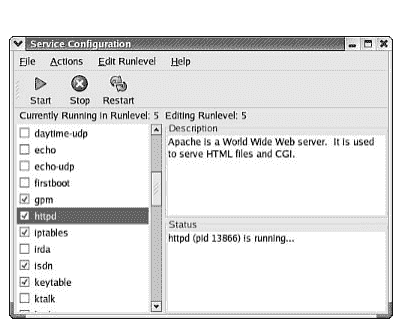 Service Configuration
File Actions Edit Runlevel Help
Start Stop Restart
Currently Running in Runlevel: 5 Editing Runlevel: 5
daytime-udp
echo
echo-udp
firstboot
gpm
httpd
iptables
irda
isdn
keytable
ktalk
Description
Apache is a World Wide Web server. It is used
to serve HTML files and CGI.
Status
httpd (pid 13866) is running...